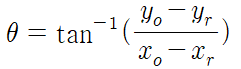 θ = tan⁻¹( (y_o − y_r) / (x_o − x_r) )